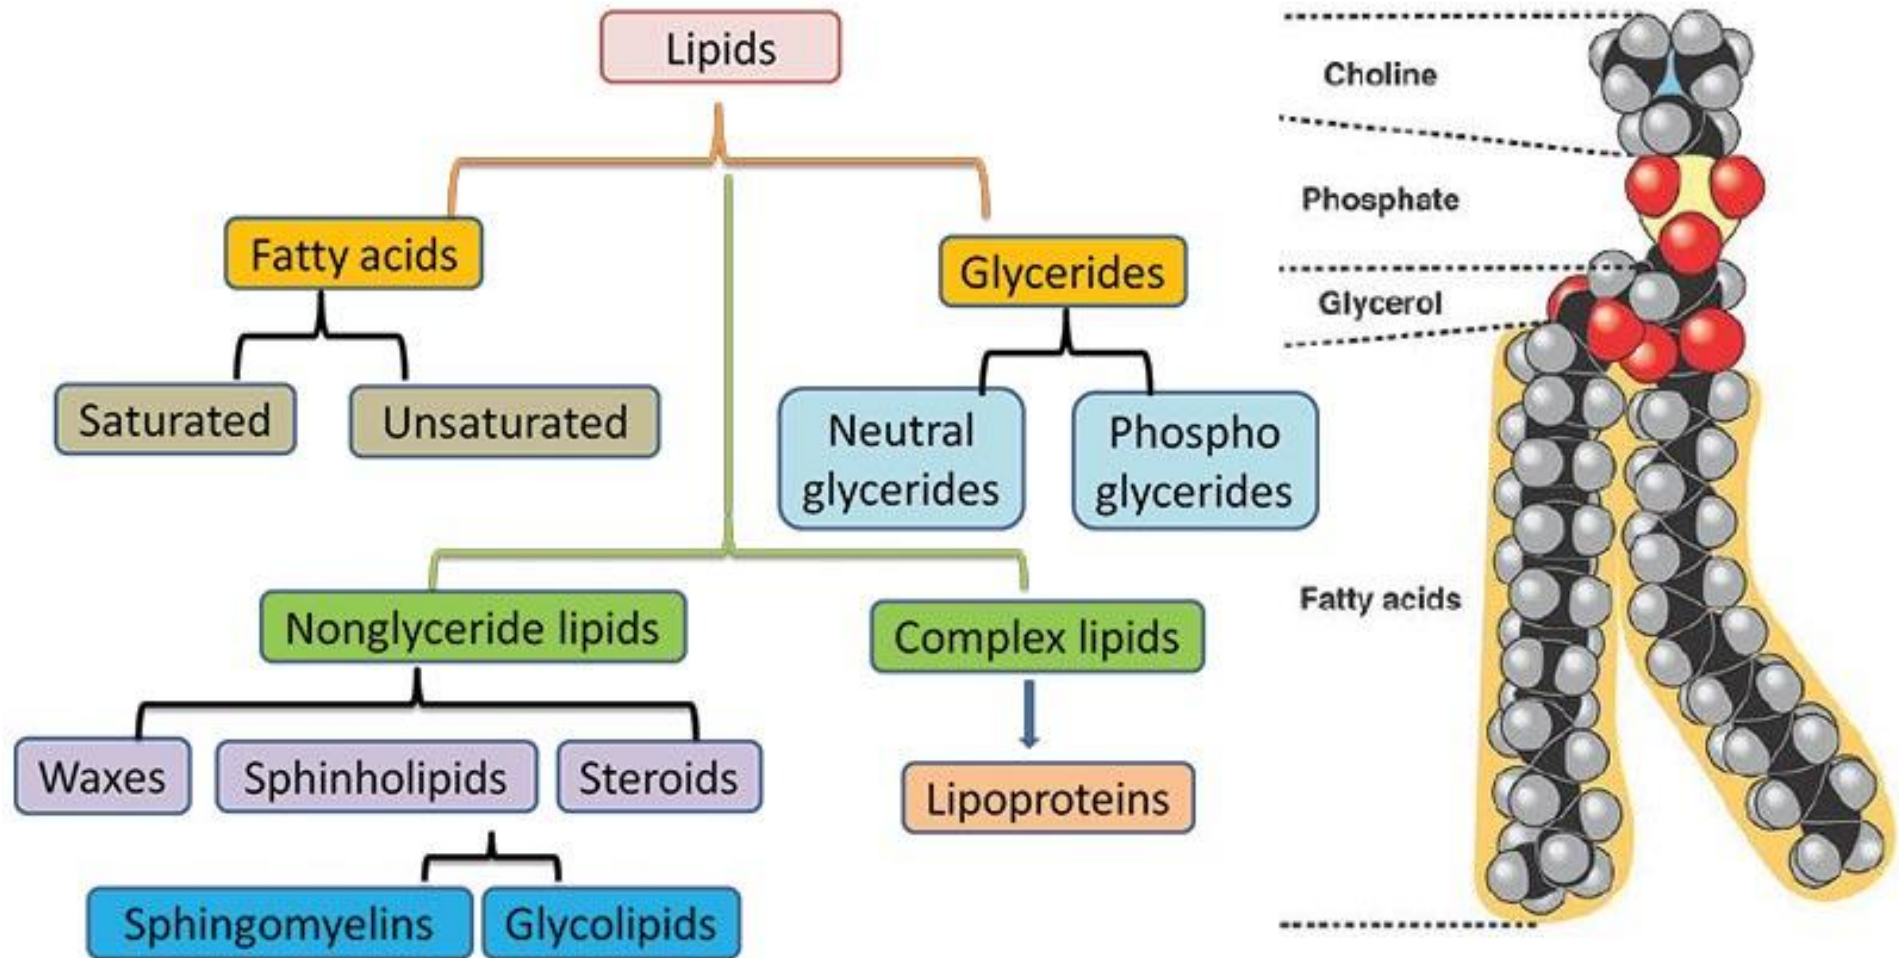 Lipids
Fatty acids
Glycerides
Saturated
Unsaturated
Neutral
glycerides
Phospho
glycerides
Nonglyceride lipids
Complex lipids
Waxes
Sphinholipids
Steroids
Lipoproteins
Sphingomyelins
Glycolipids
Choline
Phosphate
Glycerol
Fatty acids